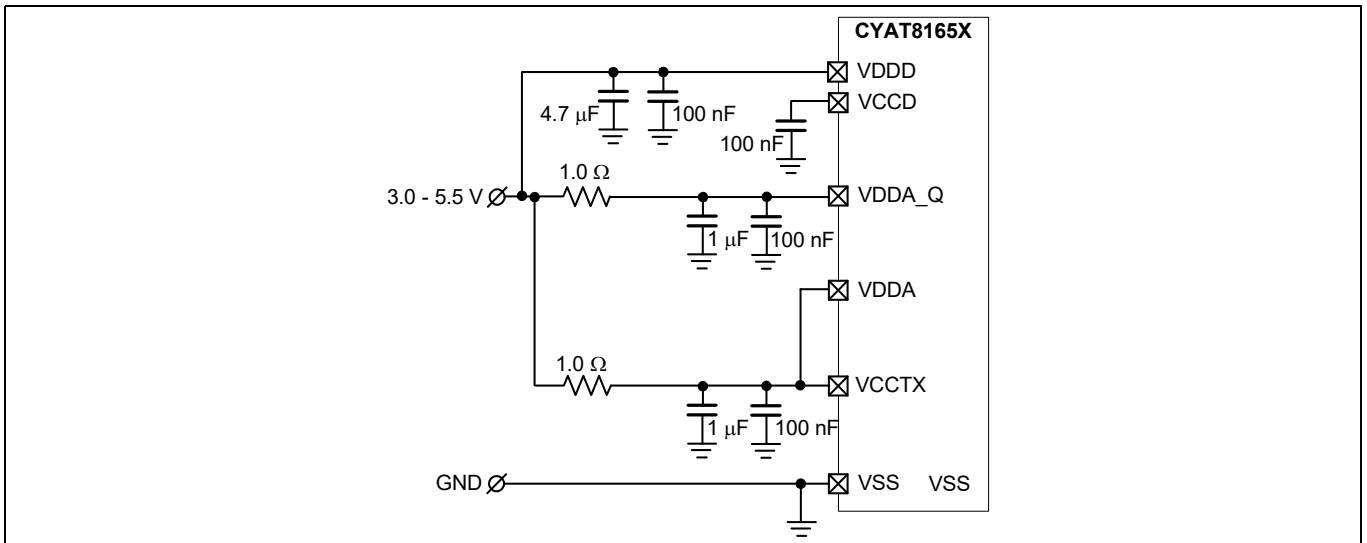 CYAT8165X
VDDD
VCCD
4.7 μF
100 nF
100 nF
1.0 Ω
3.0 - 5.5 V
VDDA_Q
1 μF
100 nF
VDDA
1.0 Ω
VCCTX
1 μF
100 nF
GND
VSS
VSS